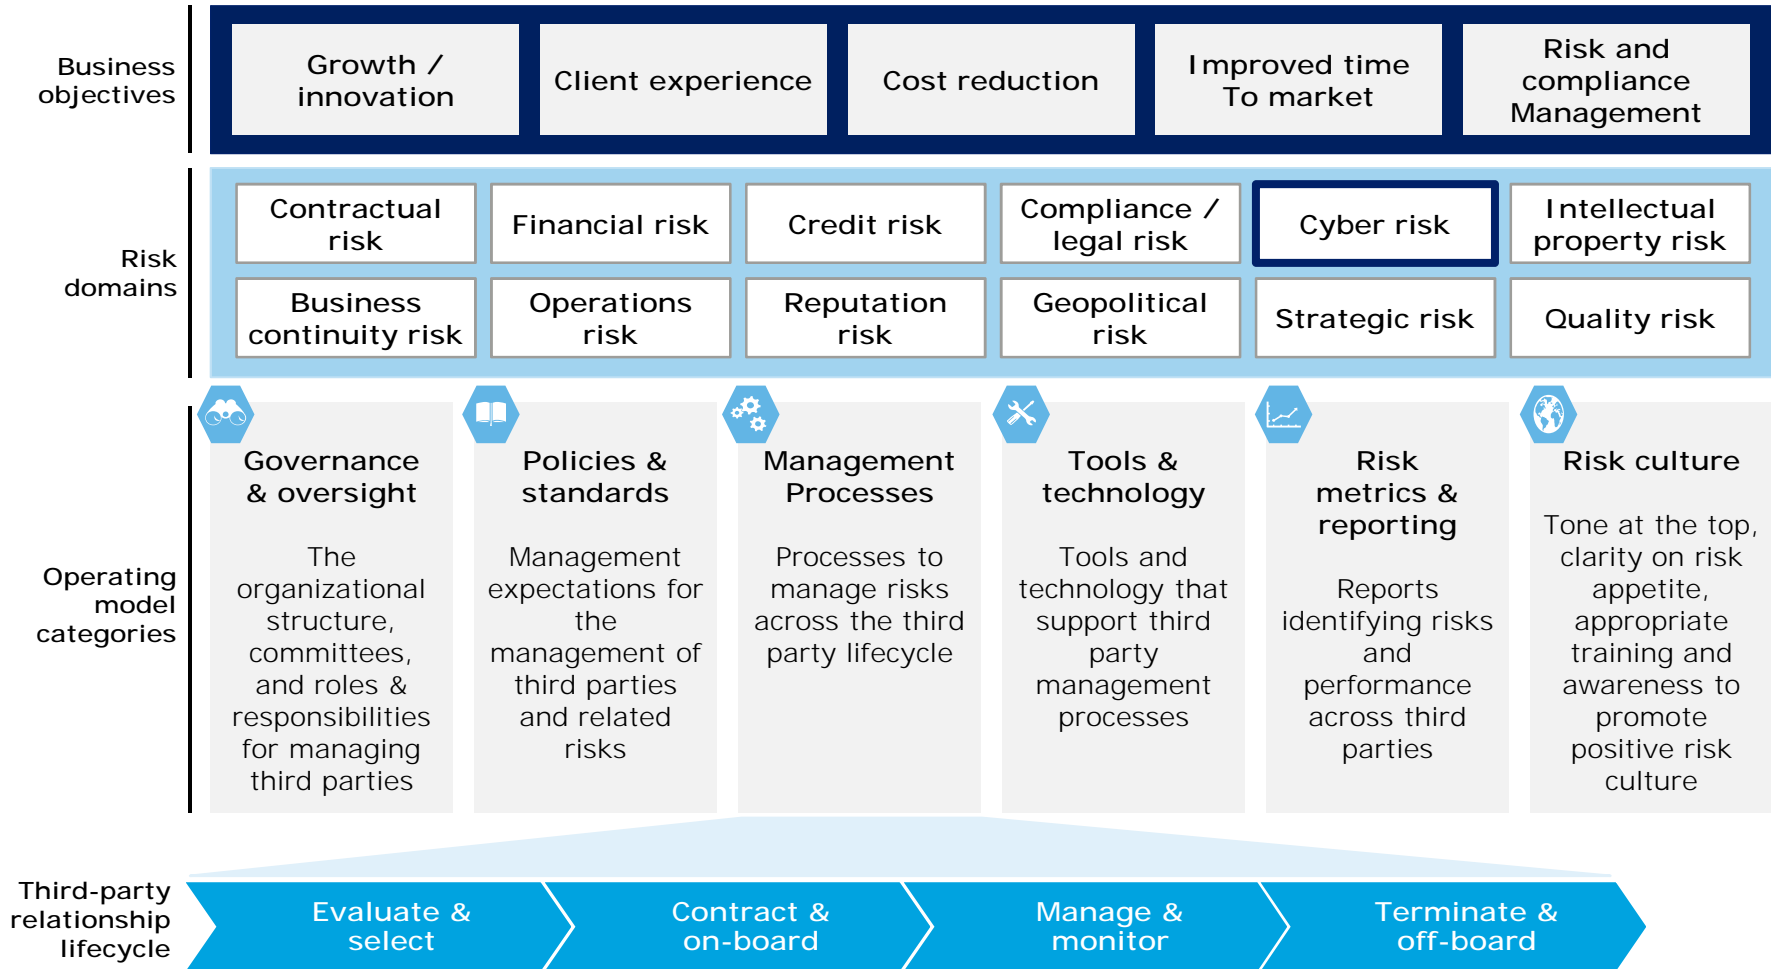 Business
objectives
Growth /
innovation
Client experience
Cost reduction
Improved time
To market
Risk and
compliance
Management
Risk
domains
Contractual
risk
Financial risk
Credit risk
Compliance /
legal risk
Cyber risk
Intellectual
property risk
Business
continuity risk
Operations
risk
Reputation
risk
Geopolitical
risk
Strategic risk
Quality risk
Operating
model
categories
Governance
& oversight
The
organizational
structure,
committees,
and roles &
responsibilities
for managing
third parties
Policies &
standards
Management
expectations for
the
management of
third parties
and related
risks
Management
Processes
Processes to
manage risks
across the third
party lifecycle
Tools &
technology
Tools and
technology that
support third
party
management
processes
Risk
metrics &
reporting
Reports
identifying risks
and
performance
across third
parties
Risk culture
Tone at the top,
clarity on risk
appetite,
appropriate
training and
awareness to
promote
positive risk
culture
Third-party
relationship
lifecycle
Evaluate &
select
Contract &
on-board
Manage &
monitor
Terminate &
off-board